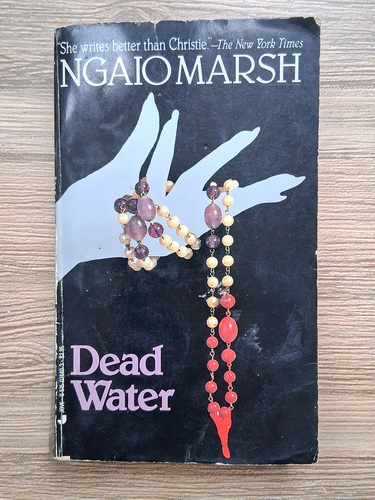 "She writes better than Christie."—The New York Times
NGAIO MARSH
Dead
Water